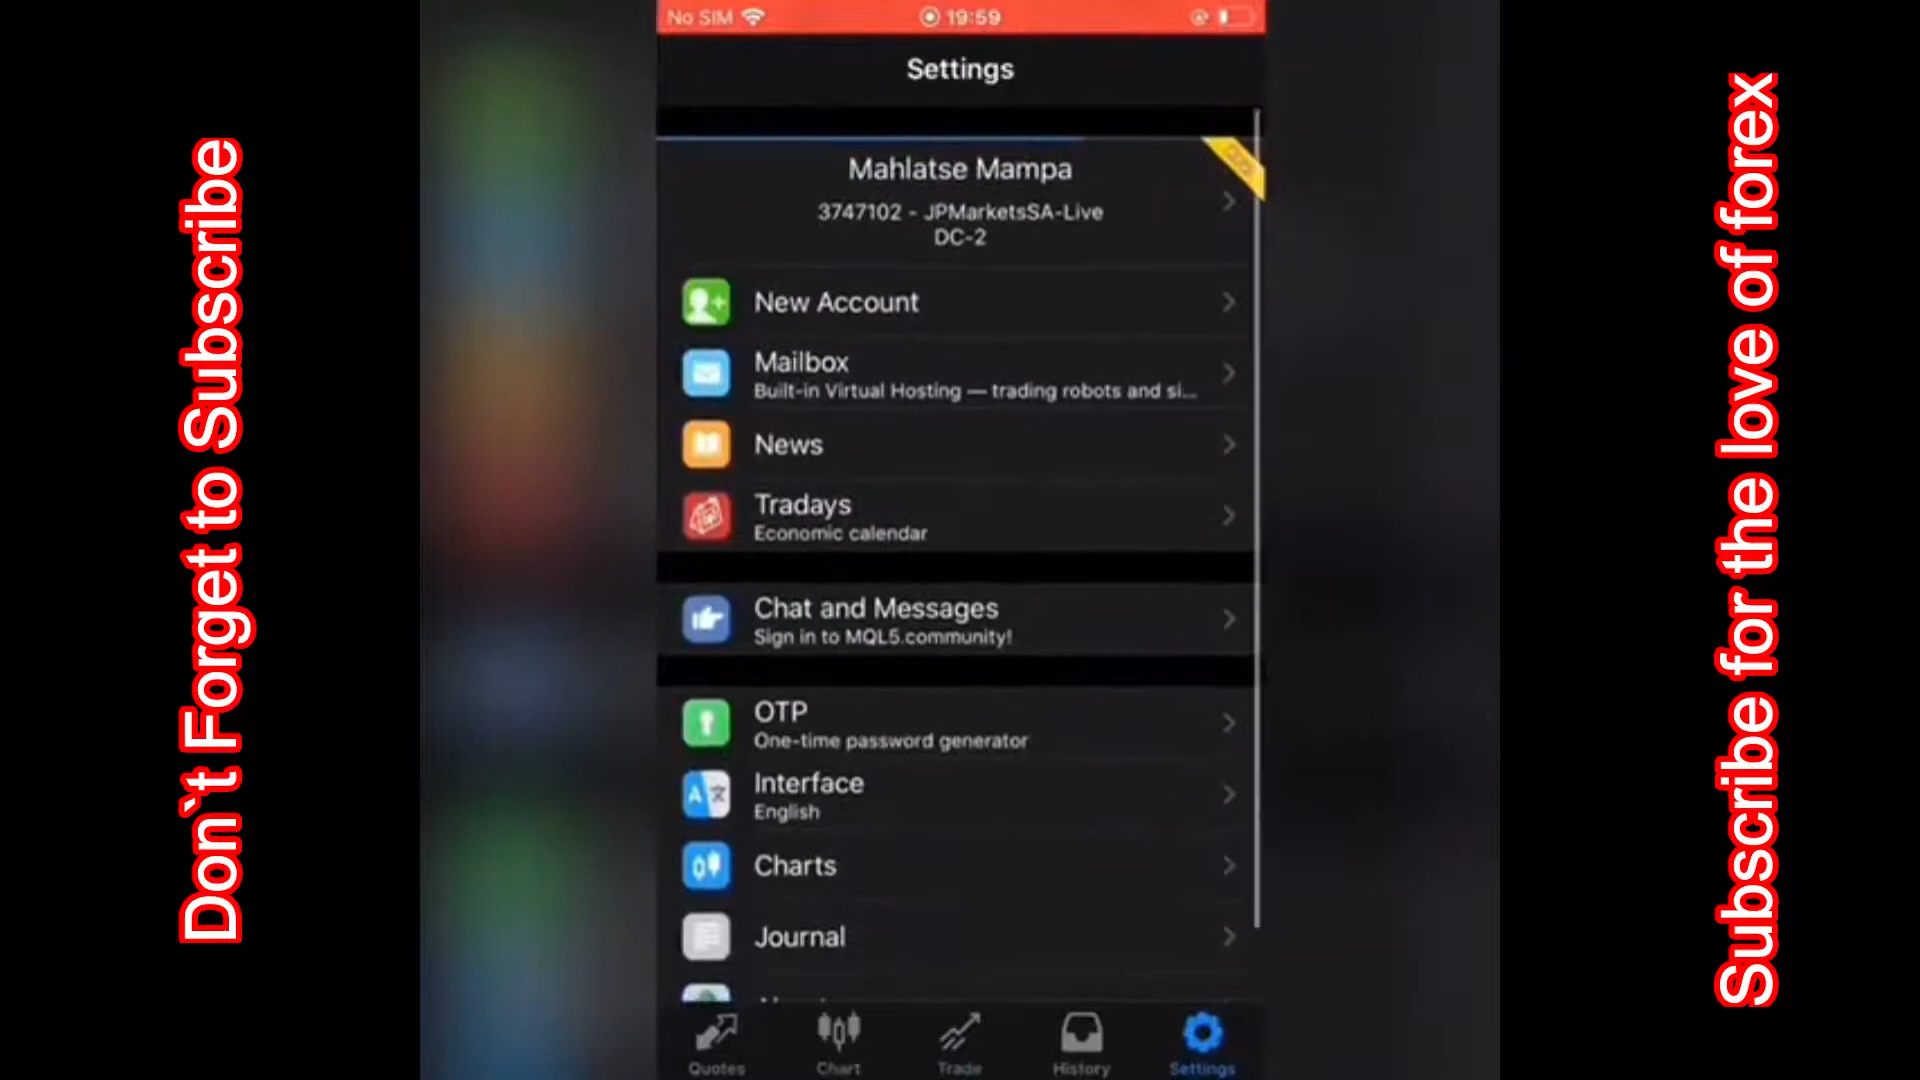 Don`t Forget to Subscribe
No SIM
19:59
Settings
Mahlatse Mampa
3747102 - JPMarketsSA-Live
DC-2
New Account
Mailbox
Built-in Virtual Hosting — trading robots and si...
News
Tradays
Economic calendar
Chat and Messages
Sign in to MQL5.community!
OTP
One-time password generator
Interface
English
Charts
Journal
Quotes
Chart
Trade
History
Settings
Subscribe for the love of forex